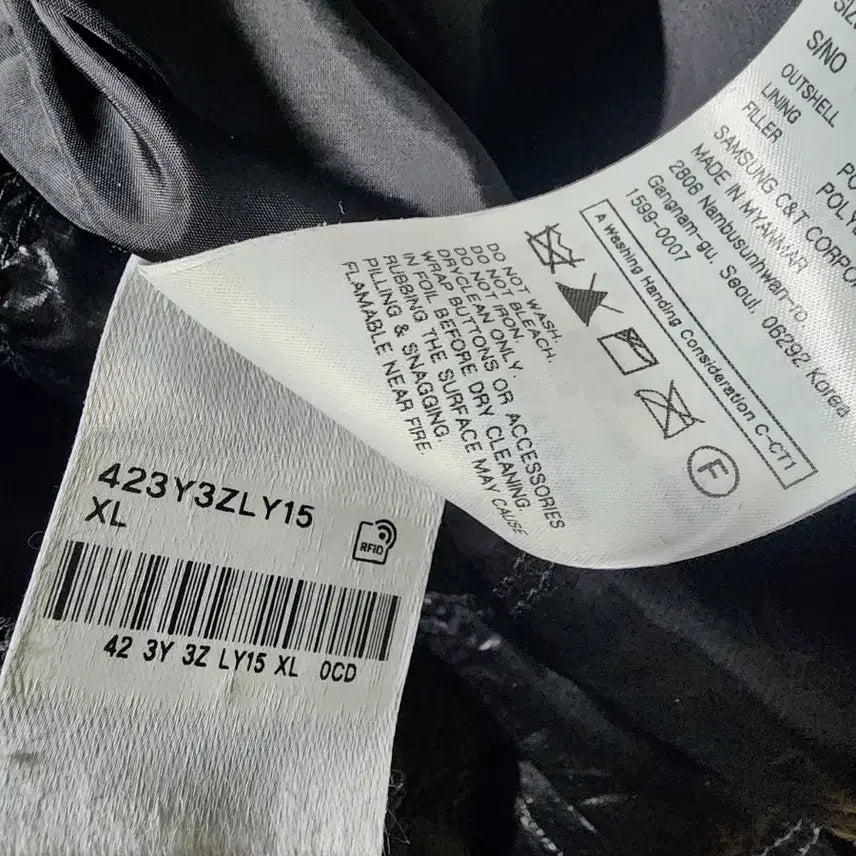 S/NO
OUTSHELL
LINING
FILLER
SAMSUNG C&T
MADE IN MYANMAR
2806 Nambusunhwan-ro
Gangnam-gu, Seoul, 06292 Korea
1599-0007
A Washing Handing Consideration C-CT1
F
DO NOT WASH.
DO NOT BLEACH.
DO NOT IRON.
DRYCLEAN ONLY.
WRAP BUTTONS OR ACCESSORIES
IN FOIL BEFORE DRY CLEANING.
RUBBING THE SURFACE MAY CAUSE
PILLING & SNAGGING.
FLAMABLE NEAR FIRE.
423Y3ZLY15
XL
RFID
42 3Y 3Z LY15 XL 0CD